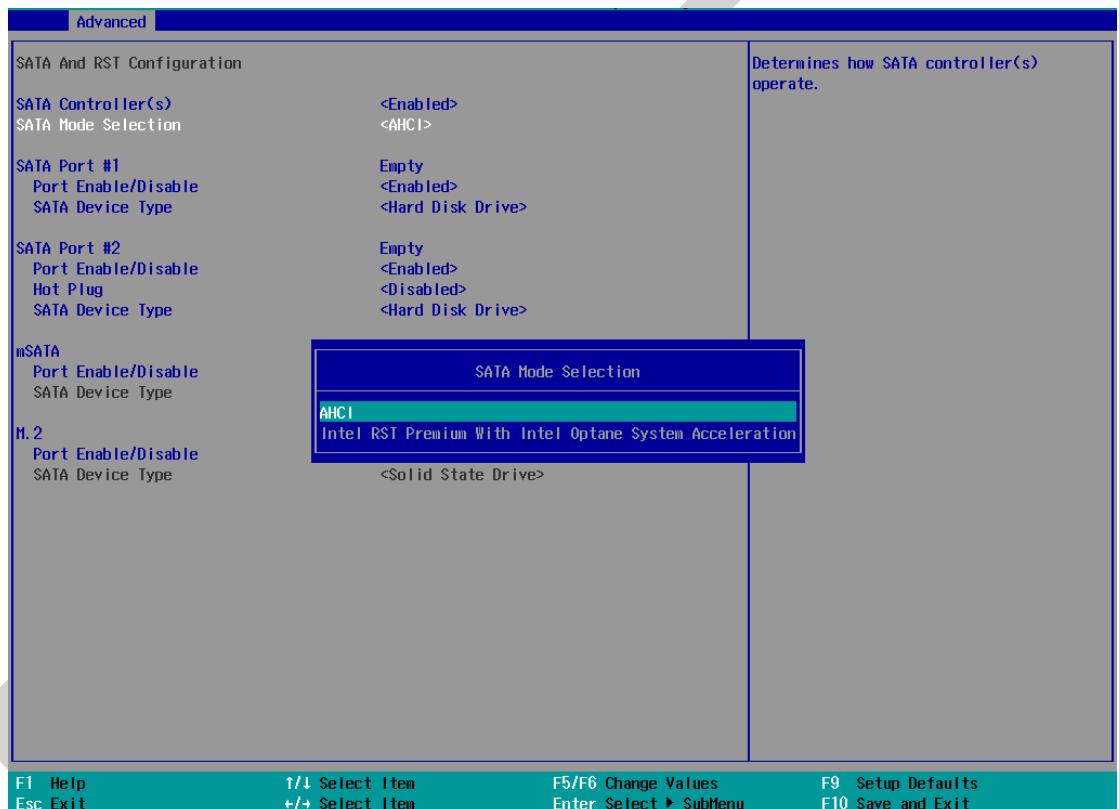 Advanced
SATA And RST Configuration
Determines how SATA controller(s)
operate.
SATA Controller(s) <Enabled>
SATA Mode Selection <AHCI>
SATA Port #1 Empty
Port Enable/Disable <Enabled>
SATA Device Type <Hard Disk Drive>
SATA Port #2 Empty
Port Enable/Disable <Enabled>
Hot Plug <Disabled>
SATA Device Type <Hard Disk Drive>
mSATA
Port Enable/Disable
SATA Device Type
M.2
Port Enable/Disable
SATA Device Type <Solid State Drive>
SATA Mode Selection
AHCI
Intel RST Premium With Intel Optane System Acceleration
F1 Help ↑/↓ Select Item F5/F6 Change Values F9 Setup Defaults
Esc Exit ←/→ Select Item Enter Select ▶ SubMenu F10 Save and Exit